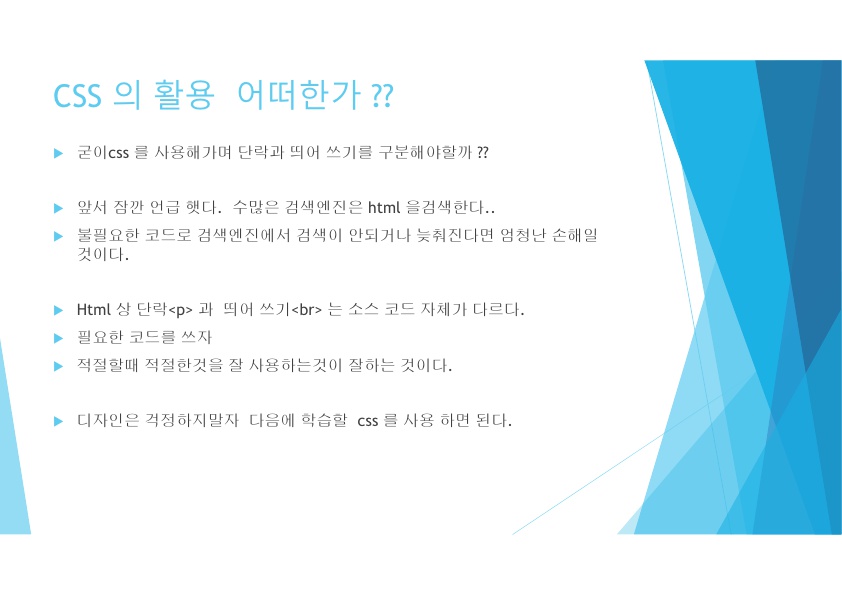 CSS 의 활용  어떠한가 ??
굳이css 를 사용해가며 단락과 띄어 쓰기를 구분해야할까 ??
앞서 잠깐 언급 햇다.  수많은 검색엔진은 html 을검색한다..
불필요한 코드로 검색엔진에서 검색이 안되거나 늦춰진다면 엄청난 손해일
것이다.
Html 상 단락<p> 과  띄어 쓰기<br> 는 소스 코드 자체가 다르다.
필요한 코드를 쓰자
적절할때 적절한것을 잘 사용하는것이 잘하는 것이다.
디자인은 걱정하지말자  다음에 학습할  css 를 사용 하면 된다.